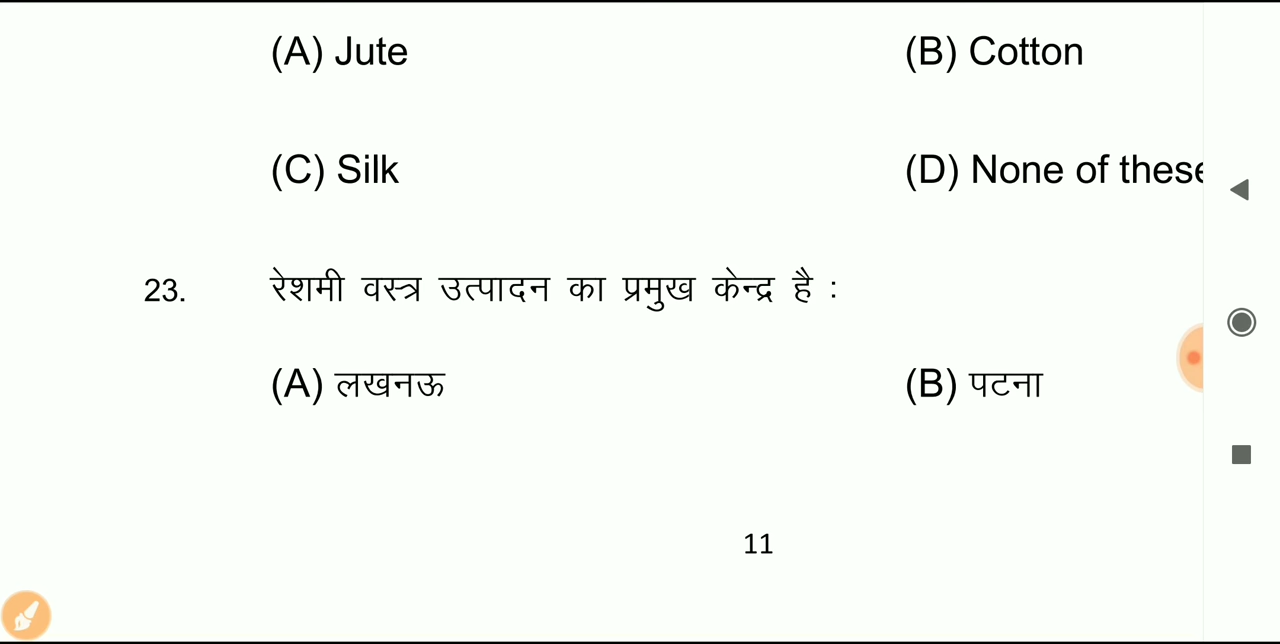 (A) Jute (B) Cotton
(C) Silk (D) None of these
23. रेशमी वस्त्र उत्पादन का प्रमुख केन्द्र है :
(A) लखनऊ (B) पटना
11